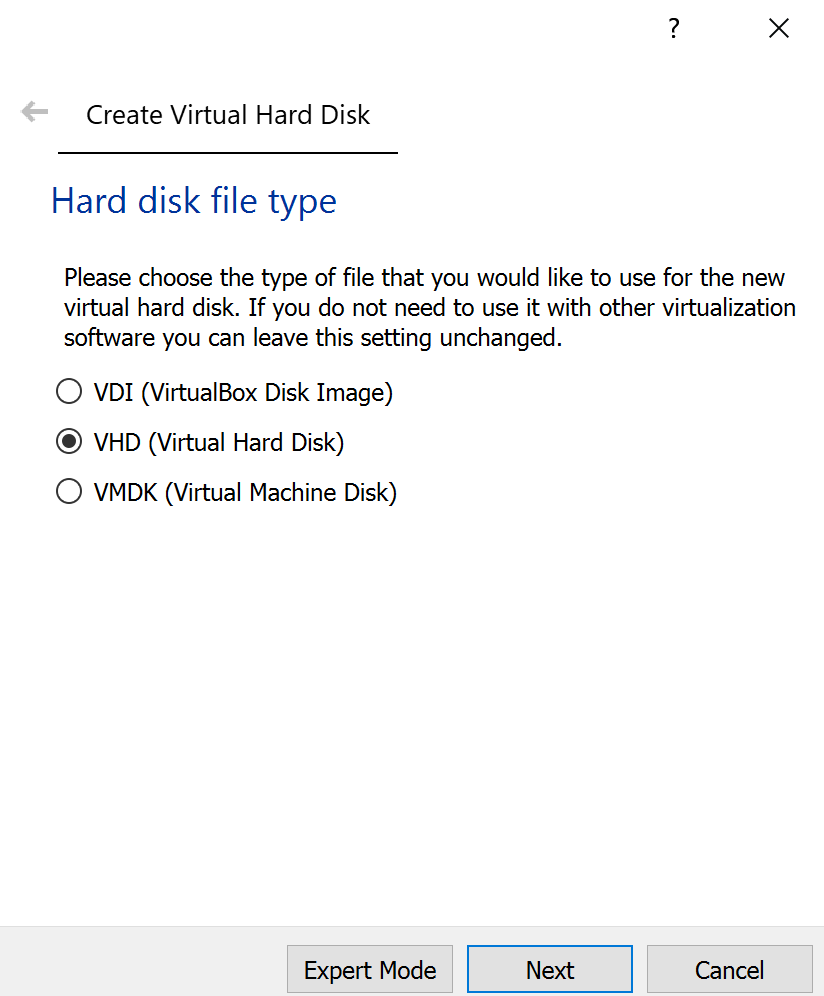 ?
Create Virtual Hard Disk
Hard disk file type
Please choose the type of file that you would like to use for the new
virtual hard disk. If you do not need to use it with other virtualization
software you can leave this setting unchanged.
VDI (VirtualBox Disk Image)
VHD (Virtual Hard Disk)
VMDK (Virtual Machine Disk)
Expert Mode
Next
Cancel